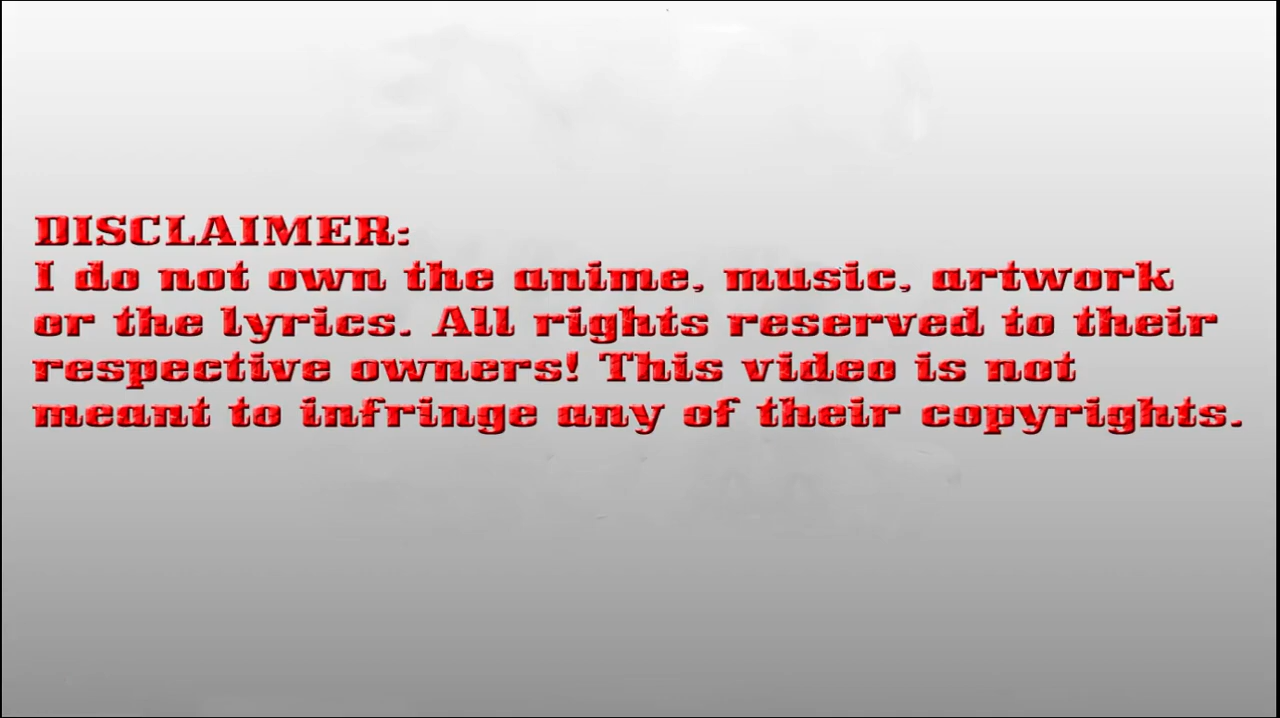 DISCLAIMER:
I do not own the anime, music, artwork
or the lyrics. All rights reserved to their
respective owners! This video is not
meant to infringe any of their copyrights.